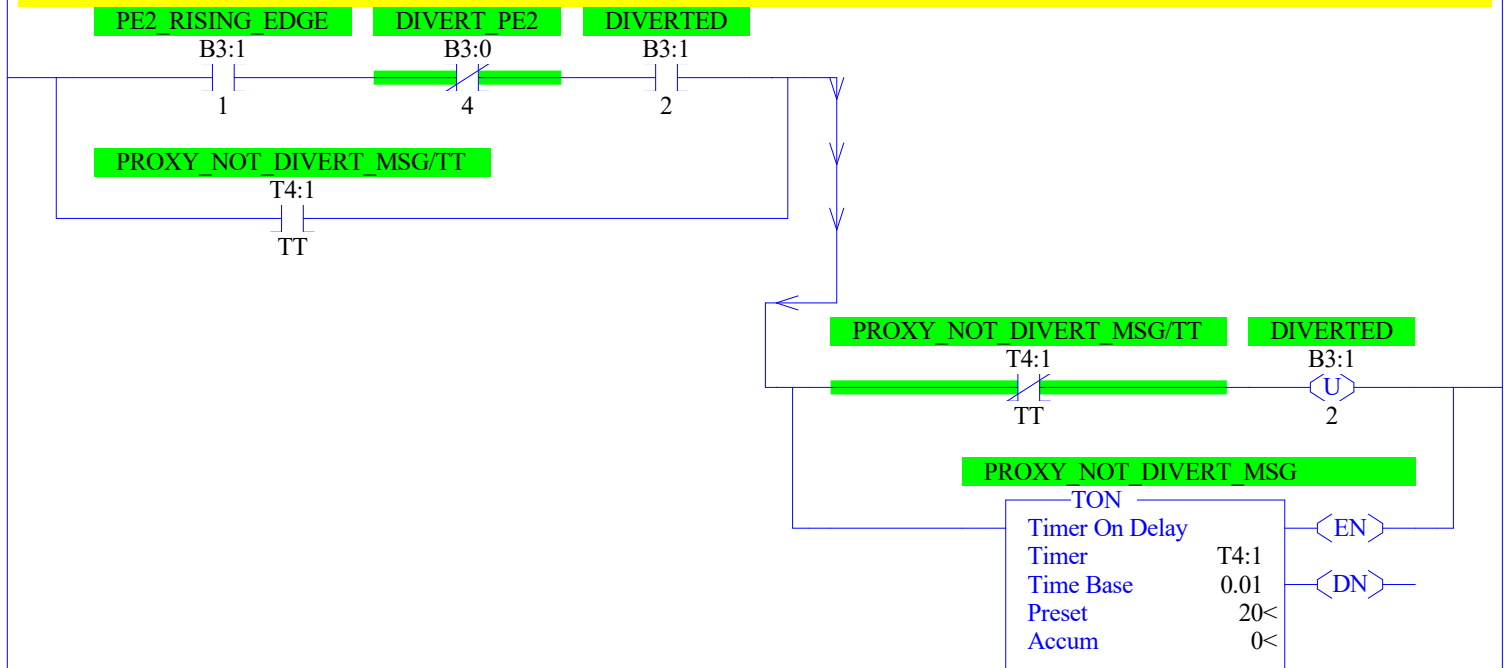 PE2_RISING_EDGE DIVERT_PE2 DIVERTED
B3:1 B3:0 B3:1
1 4 2
PROXY_NOT_DIVERT_MSG/TT
T4:1
TT
PROXY_NOT_DIVERT_MSG/TT DIVERTED
T4:1 B3:1
U
TT 2
PROXY_NOT_DIVERT_MSG
TON
Timer On Delay EN
Timer T4:1
Time Base 0.01 DN
Preset 20<
Accum 0<